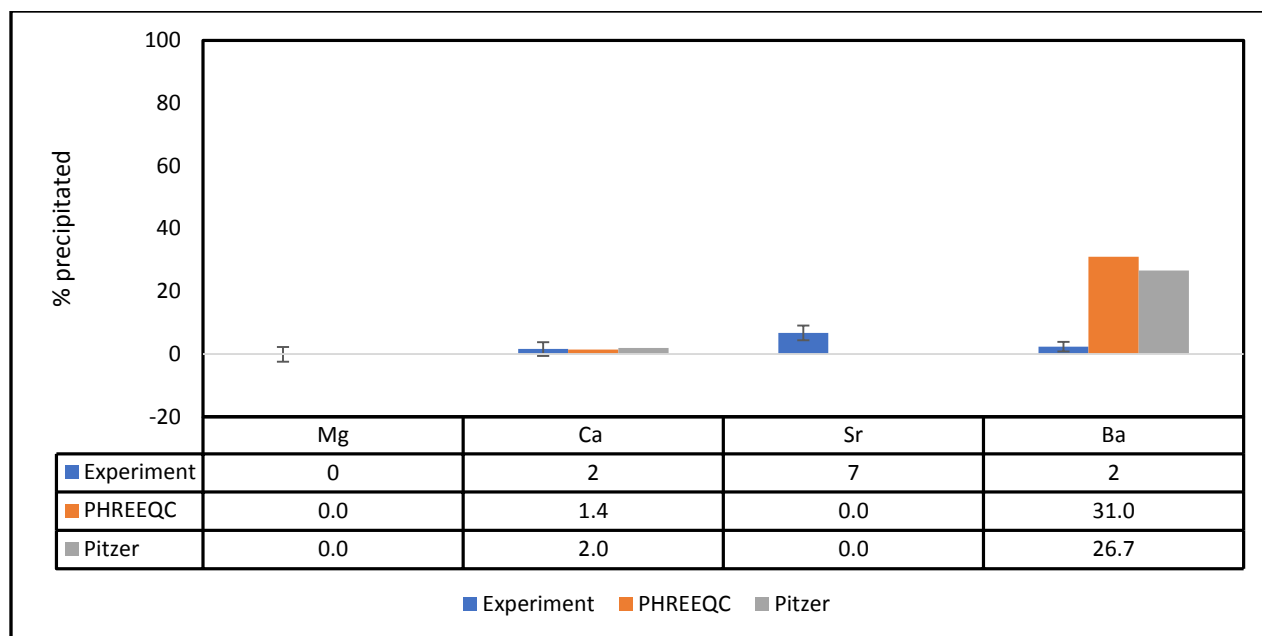 % precipitated
100
80
60
40
20
0
-20
Mg Ca Sr Ba
Experiment 0 2 7 2
PHREEQC 0.0 1.4 0.0 31.0
Pitzer 0.0 2.0 0.0 26.7
Experiment PHREEQC Pitzer